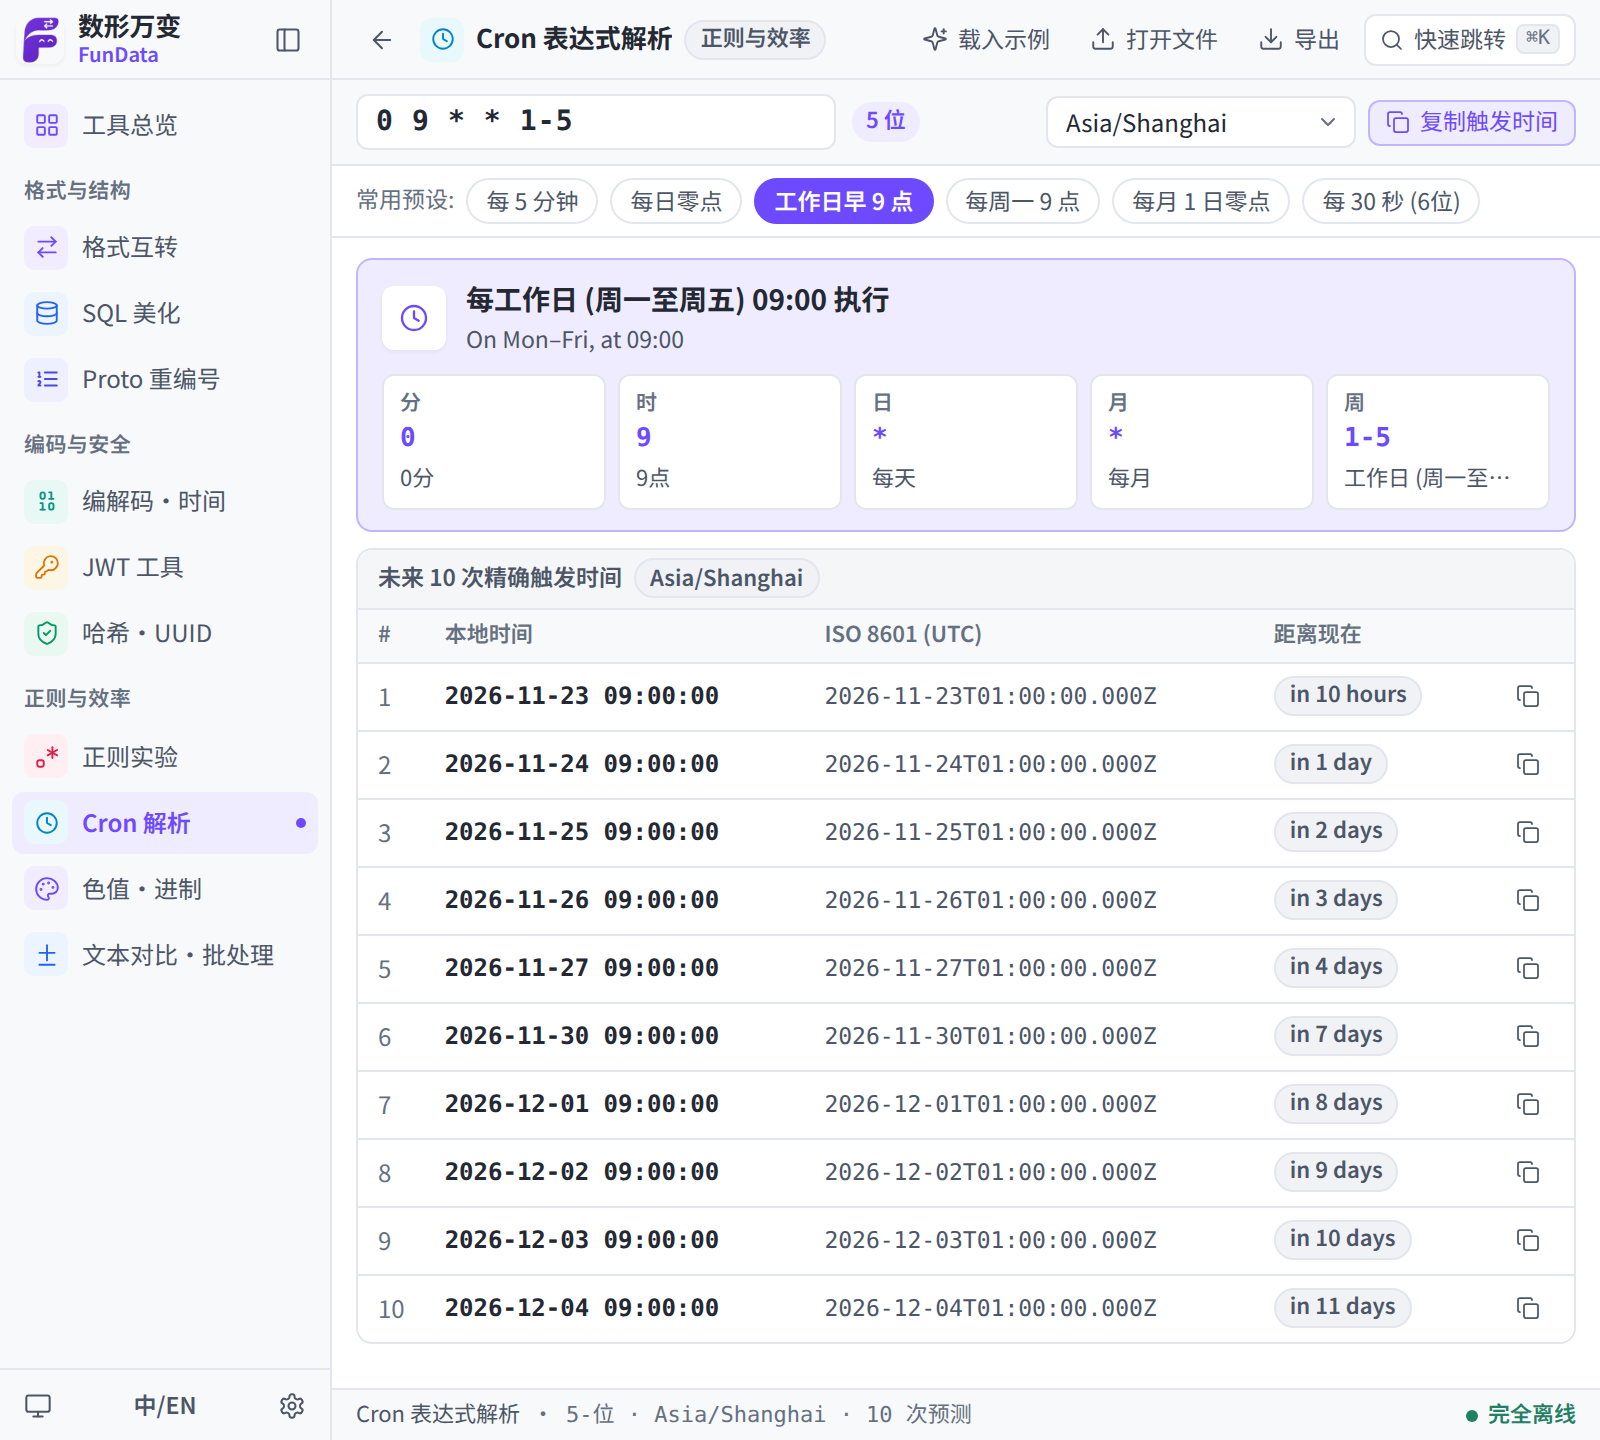 数形万变
FunData
Cron 表达式解析
正则与效率
载入示例
打开文件
导出
快速跳转
⌘K
工具总览
格式与结构
格式互转
SQL 美化
Proto 重编号
编码与安全
编解码・时间
JWT 工具
哈希・UUID
正则与效率
正则实验
Cron 解析
色值・进制
文本对比・批处理
中/EN
0 9 * * 1-5
5 位
Asia/Shanghai
复制触发时间
常用预设:
每 5 分钟
每日零点
工作日早 9 点
每周一 9 点
每月 1 日零点
每 30 秒 (6位)
每工作日 (周一至周五) 09:00 执行
On Mon–Fri, at 09:00
分
0
0分
时
9
9点
日
*
每天
月
*
每月
周
1-5
工作日 (周一至…
未来 10 次精确触发时间
Asia/Shanghai
# 本地时间 ISO 8601 (UTC) 距离现在
1 2026-11-23 09:00:00 2026-11-23T01:00:00.000Z in 10 hours
2 2026-11-24 09:00:00 2026-11-24T01:00:00.000Z in 1 day
3 2026-11-25 09:00:00 2026-11-25T01:00:00.000Z in 2 days
4 2026-11-26 09:00:00 2026-11-26T01:00:00.000Z in 3 days
5 2026-11-27 09:00:00 2026-11-27T01:00:00.000Z in 4 days
6 2026-11-30 09:00:00 2026-11-30T01:00:00.000Z in 7 days
7 2026-12-01 09:00:00 2026-12-01T01:00:00.000Z in 8 days
8 2026-12-02 09:00:00 2026-12-02T01:00:00.000Z in 9 days
9 2026-12-03 09:00:00 2026-12-03T01:00:00.000Z in 10 days
10 2026-12-04 09:00:00 2026-12-04T01:00:00.000Z in 11 days
Cron 表达式解析 · 5-位 · Asia/Shanghai · 10 次预测
完全离线